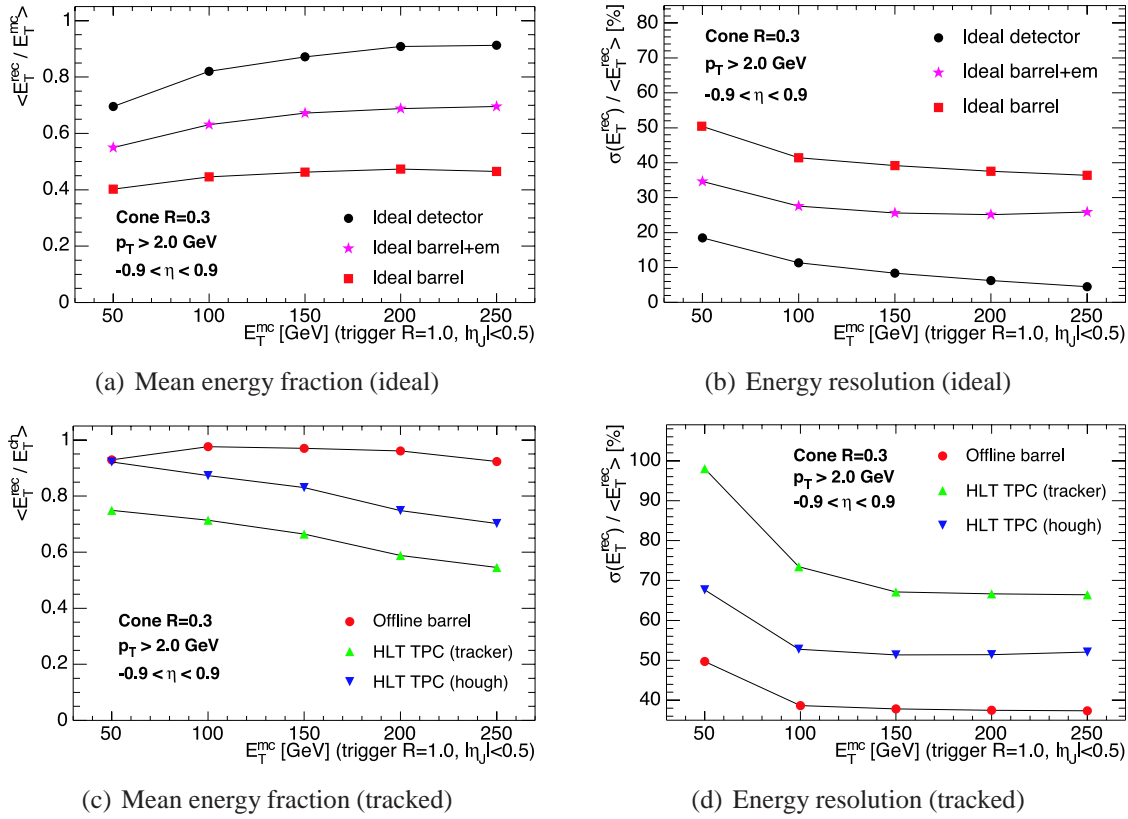 <E_T^rec / E_T^mc>
1
0.8
0.6
0.4
0.2
0
Cone R=0.3
p_T > 2.0 GeV
-0.9 < η < 0.9
Ideal detector
Ideal barrel+em
Ideal barrel
50 100 150 200 250
E_T^mc [GeV] (trigger R=1.0, |η_J|<0.5)
(a) Mean energy fraction (ideal)
σ(E_T^rec) / <E_T^rec> [%]
80
70
60
50
40
30
20
10
0
Cone R=0.3
p_T > 2.0 GeV
-0.9 < η < 0.9
Ideal detector
Ideal barrel+em
Ideal barrel
50 100 150 200 250
E_T^mc [GeV] (trigger R=1.0, |η_J|<0.5)
(b) Energy resolution (ideal)
<E_T^rec / E_T^ch>
1
0.8
0.6
0.4
0.2
0
Cone R=0.3
p_T > 2.0 GeV
-0.9 < η < 0.9
Offline barrel
HLT TPC (tracker)
HLT TPC (hough)
50 100 150 200 250
E_T^mc [GeV] (trigger R=1.0, |η_J|<0.5)
(c) Mean energy fraction (tracked)
σ(E_T^rec) / <E_T^rec> [%]
100
90
80
70
60
50
40
Cone R=0.3
p_T > 2.0 GeV
-0.9 < η < 0.9
Offline barrel
HLT TPC (tracker)
HLT TPC (hough)
50 100 150 200 250
E_T^mc [GeV] (trigger R=1.0, |η_J|<0.5)
(d) Energy resolution (tracked)